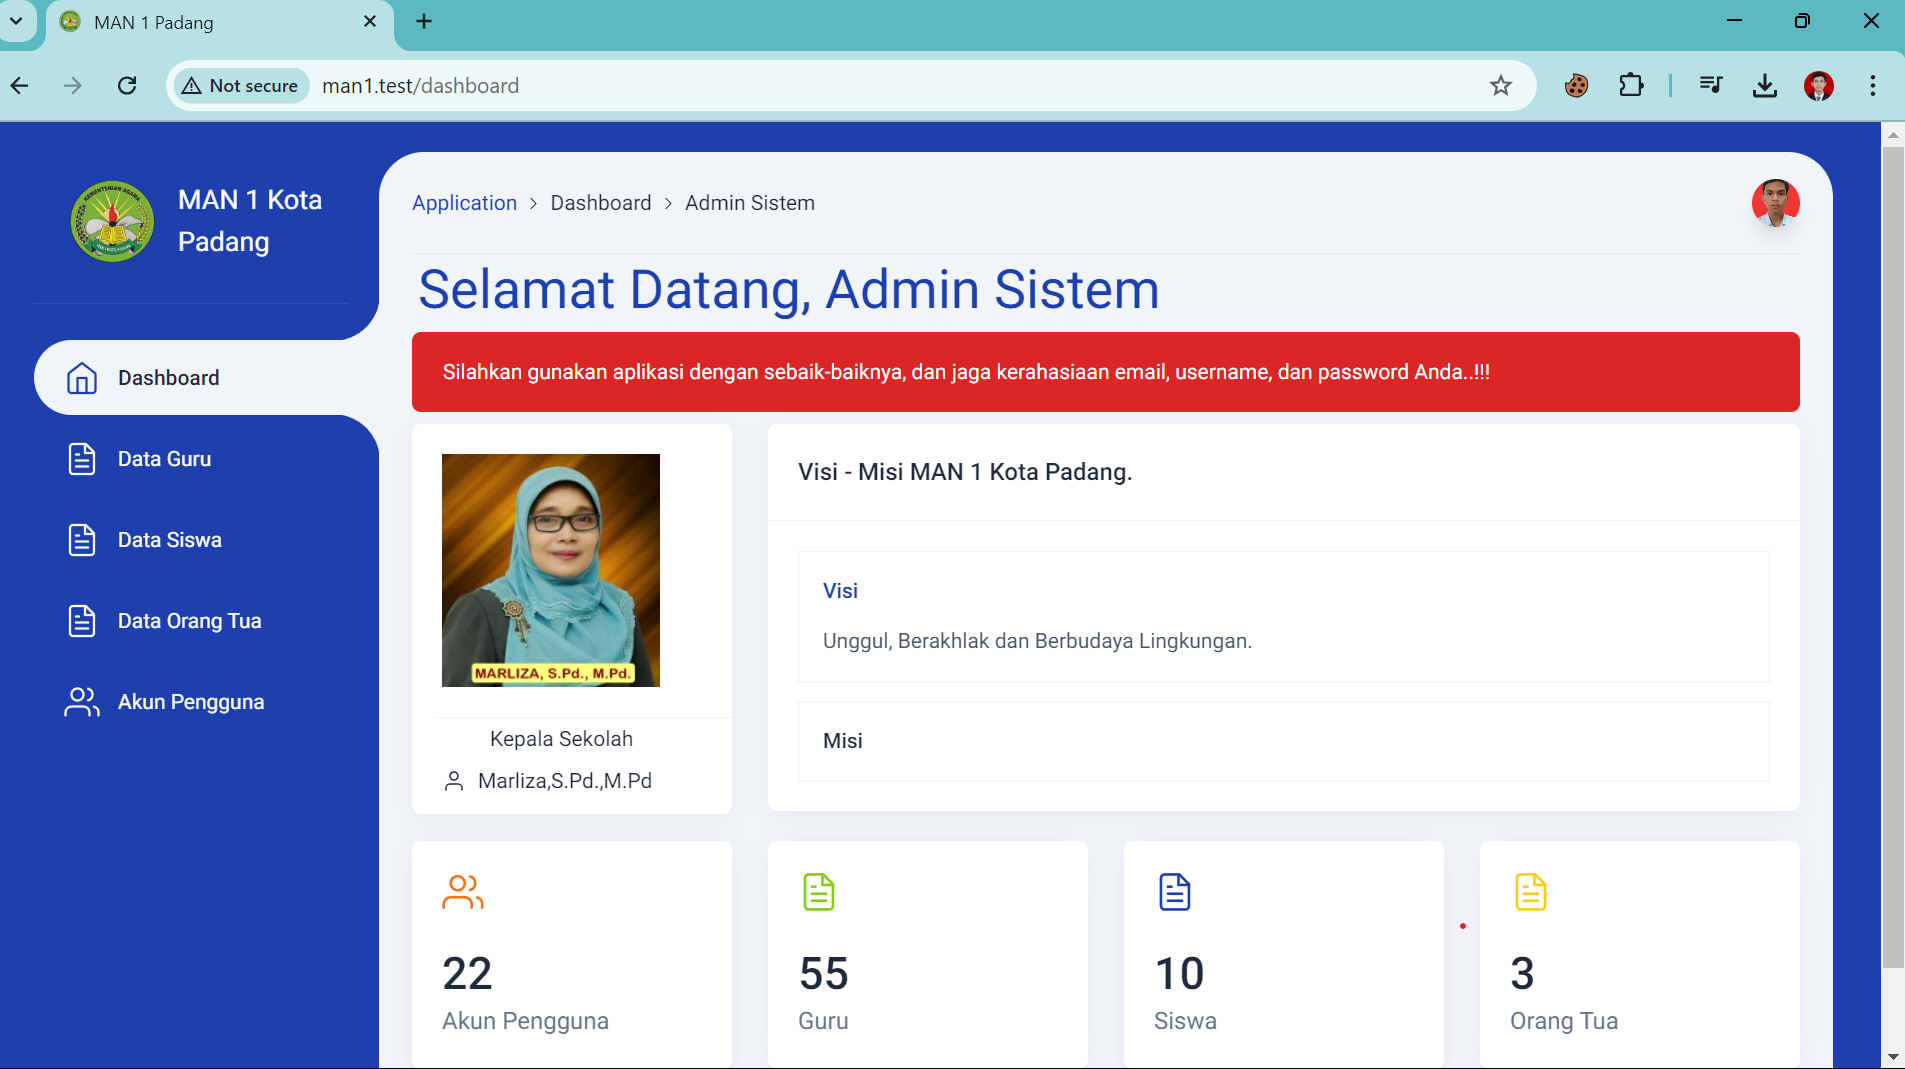 MAN 1 Padang
Not secure
man1.test/dashboard
MAN 1 Kota
Padang
Application > Dashboard > Admin Sistem
Selamat Datang, Admin Sistem
Silahkan gunakan aplikasi dengan sebaik-baiknya, dan jaga kerahasiaan email, username, dan password Anda..!!!
Dashboard
Data Guru
Data Siswa
Data Orang Tua
Akun Pengguna
MARLIZA, S.Pd., M.Pd.
Kepala Sekolah
Marliza,S.Pd.,M.Pd
Visi - Misi MAN 1 Kota Padang.
Visi
Unggul, Berakhlak dan Berbudaya Lingkungan.
Misi
22
Akun Pengguna
55
Guru
10
Siswa
3
Orang Tua